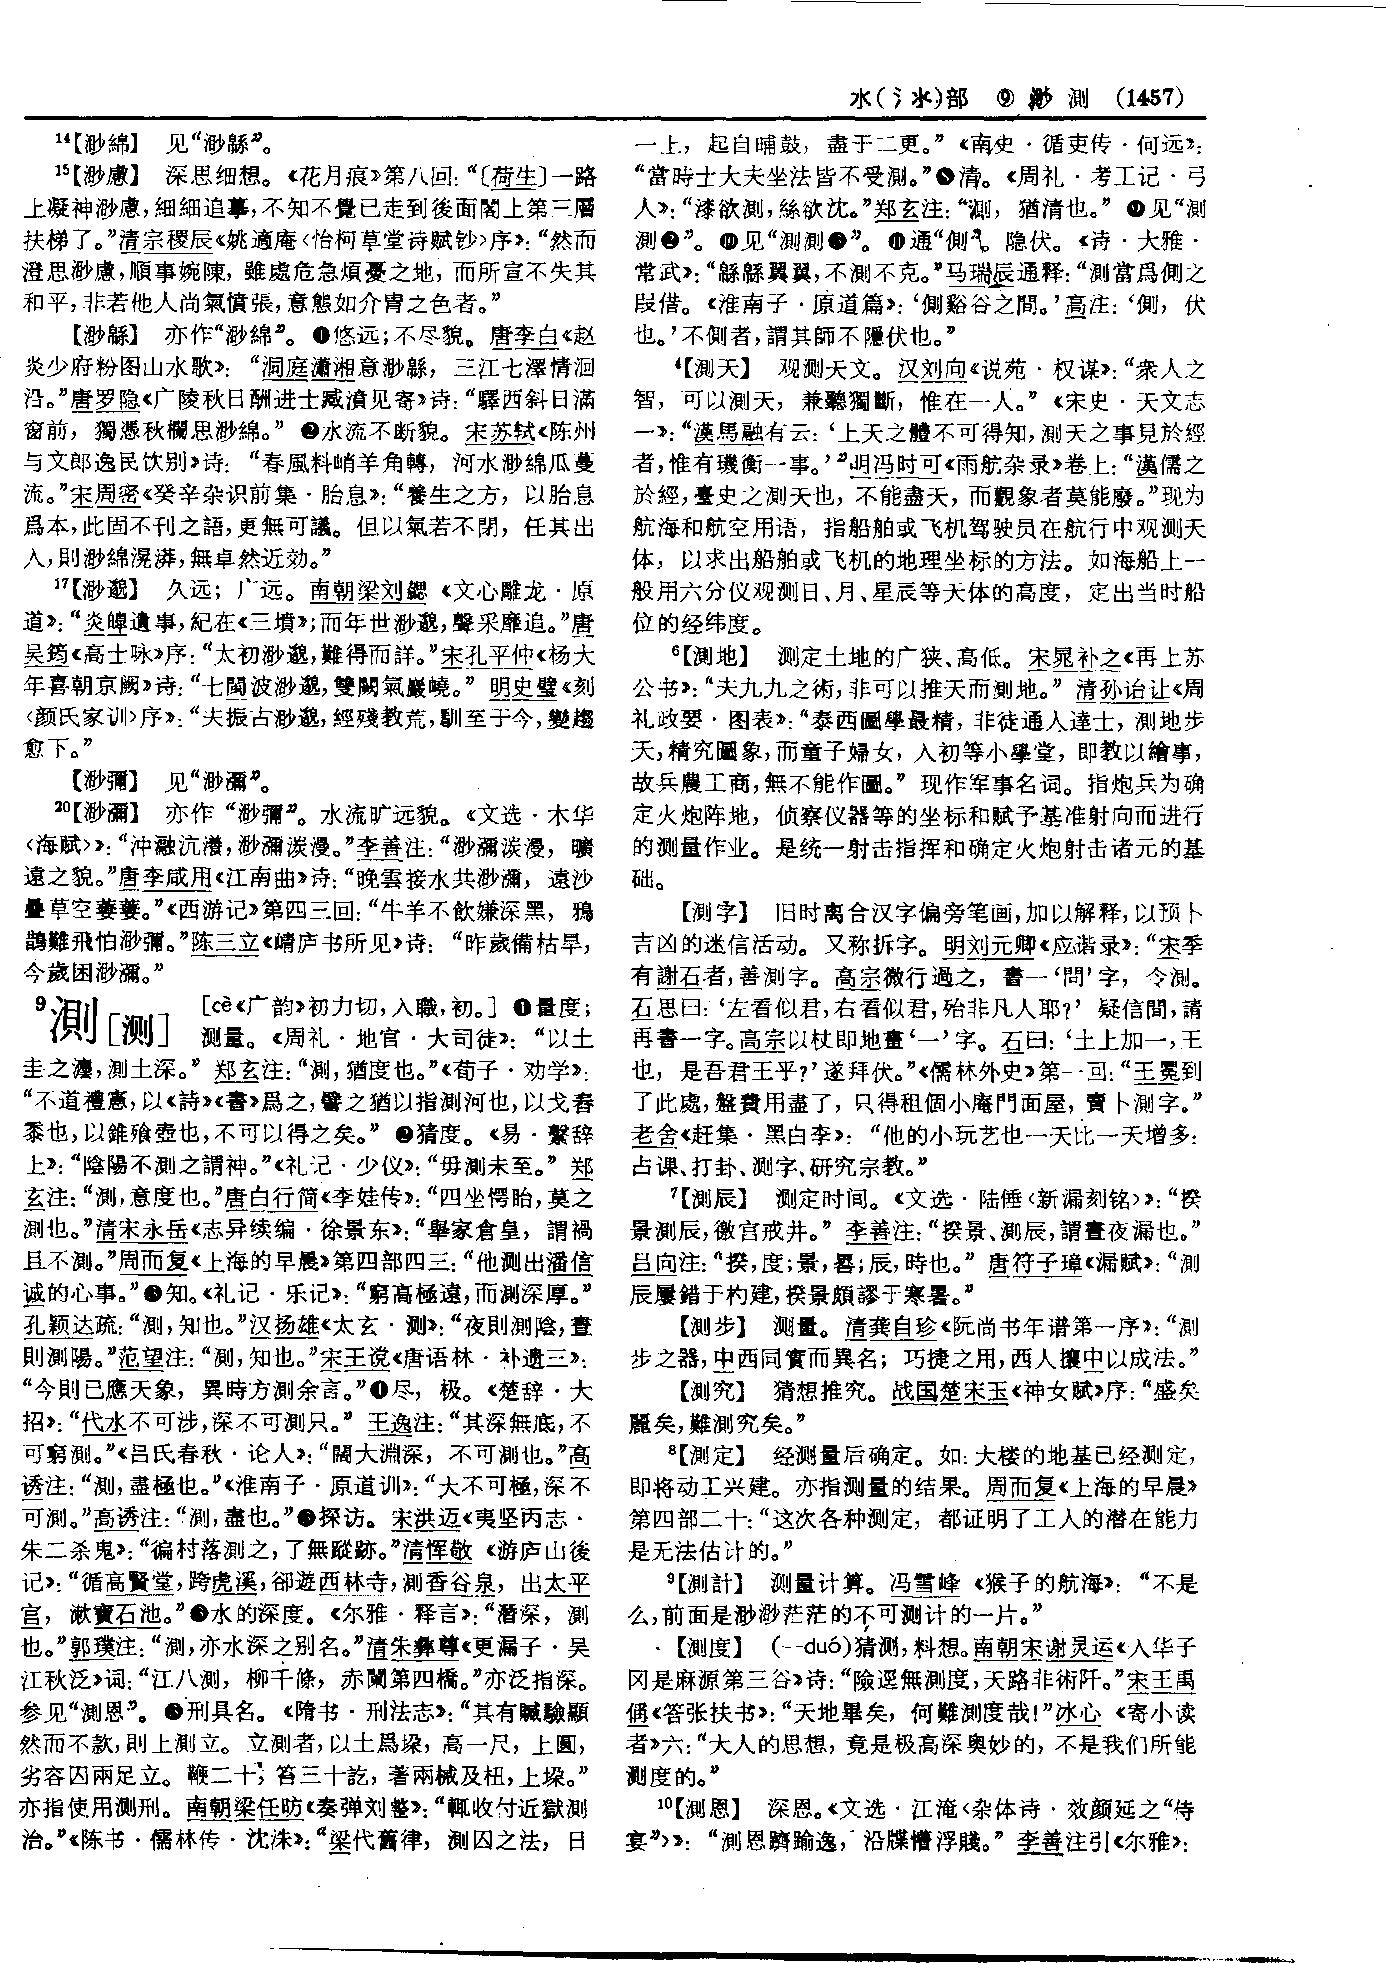 水(氵氺)部 ⑨ 渺 測 (1457)
¹⁴【渺綿】 见“渺緜”。
¹⁵【渺慮】 深思细想。《花月痕》第八回：“〔荷生〕一路
上凝神渺慮，細細追摹，不知不覺已走到後面閣上第三層
扶梯了。”清宗稷辰《姚適庵〈怡柯草堂诗赋钞〉序》：“然而
澄思渺慮，順事婉陳，雖處危急煩憂之地，而所宣不失其
和平，非若他人尚氣憤張，意態如介冑之色者。”
【渺緜】 亦作“渺綿”。❶悠远；不尽貌。唐李白《赵
炎少府粉图山水歌》：“洞庭瀟湘意渺緜，三江七澤情洄
沿。”唐罗隐《广陵秋日酬进士臧濆见寄》诗：“驛西斜日滿
窗前，獨憑秋欄思渺綿。” ❷水流不断貌。宋苏轼《陈州
与文郎逸民饮别》诗：“春風料峭羊角轉，河水渺綿瓜蔓
流。”宋周密《癸辛杂识前集·胎息》：“養生之方，以胎息
爲本，此固不刊之語，更無可議。但以氣若不閉，任其出
入，則渺綿滉漭，無卓然近効。”
¹⁷【渺邈】 久远；广远。南朝梁刘勰《文心雕龙·原
道》：“炎皞遺事，紀在《三墳》；而年世渺邈，聲采靡追。”唐
吴筠《高士咏》序：“太初渺邈，難得而詳。”宋孔平仲《杨大
年喜朝京阙》诗：“七閩波渺邈，雙闕氣巖嶢。” 明史璧《刻
〈颜氏家训〉序》：“夫振古渺邈，經殘教荒，馴至于今，變趨
愈下。”
【渺彌】 见“渺瀰”。
²⁰【渺瀰】 亦作“渺彌”。水流旷远貌。《文选·木华
〈海赋〉》：“沖瀜沆瀁，渺瀰湠漫。”李善注：“渺瀰湠漫，曠
遠之貌。”唐李咸用《江南曲》诗：“晚雲接水共渺瀰，遠沙
疊草空萋萋。”《西游记》第四三回：“牛羊不飲嫌深黑，鴉
鵲難飛怕渺彌。”陈三立《靖庐书所见》诗：“昨歲備枯旱，
今歲困渺瀰。”
⁹測［测］ [cè《广韵》初力切，入職，初。] ❶量度；
测量。《周礼·地官·大司徒》：“以土
圭之灋，測土深。” 郑玄注：“測，猶度也。”《荀子·劝学》：
“不道禮憲，以《詩》《書》爲之，譬之猶以指測河也，以戈舂
黍也，以錐飡壺也，不可以得之矣。” ❷猜度。《易·繫辞
上》：“陰陽不測之謂神。”《礼记·少仪》：“毋測未至。” 郑
玄注：“測，意度也。”唐白行简《李娃传》：“四坐愕眙，莫之
測也。”清宋永岳《志异续编·徐景东》：“舉家倉皇，謂禍
且不測。”周而复《上海的早晨》第四部四三：“他测出潘信
诚的心事。”❸知。《礼记·乐记》：“窮高極遠，而測深厚。”
孔颖达疏：“測，知也。”汉扬雄《太玄·测》：“夜則測陰，晝
則測陽。”范望注：“測，知也。”宋王谠《唐语林·补遗三》：
“今則已應天象，異時方測余言。”❹尽，极。《楚辞·大
招》：“代水不可涉，深不可測只。” 王逸注：“其深無底，不
可窮測。”《吕氏春秋·论人》：“闊大淵深，不可測也。”高
诱注：“測，盡極也。”《淮南子·原道训》：“大不可極，深不
可測。”高诱注：“測，盡也。”❺探访。宋洪迈《夷坚丙志·
朱二杀鬼》：“徧村落測之，了無蹤跡。”清恽敬《游庐山後
记》：“循高賢堂，跨虎溪，卻遊西林寺，測香谷泉，出太平
宫，漱寶石池。”❻水的深度。《尔雅·释言》：“濳深，測
也。”郭璞注：“測，亦水深之别名。”清朱彝尊《更漏子·吴
江秋泛》词：“江八測，柳千條，赤闌第四橋。”亦泛指深。
参见“測恩”。❼刑具名。《隋书·刑法志》：“其有贓驗顯
然而不款，則上測立。立測者，以土爲垛，高一尺，上圓，
劣容囚兩足立。鞭二十，笞三十訖，著兩械及杻，上垛。”
亦指使用测刑。南朝梁任昉《奏弹刘整》：“輒收付近獄測
治。”《陈书·儒林传·沈洙》：“梁代舊律，測囚之法，日
一上，起自晡鼓，盡于二更。”《南史·循吏传·何远》：
“當時士大夫坐法皆不受測。”❽清。《周礼·考工记·弓
人》：“漆欲測，絲欲沈。”郑玄注：“測，猶清也。” ❾见“測
測❷”。❿见“測測❸”。⓫通“側”。隐伏。《诗·大雅·
常武》：“緜緜翼翼，不測不克。”马瑞辰通释：“測當爲側之
叚借。《淮南子·原道篇》：‘側谿谷之間。’高注：‘側，伏
也。’不側者，謂其師不隱伏也。”
⁴【測天】 观测天文。汉刘向《说苑·权谋》：“衆人之
智，可以測天，兼聽獨斷，惟在一人。”《宋史·天文志
一》：“漢馬融有云：‘上天之體不可得知，測天之事見於經
者，惟有璣衡一事。’”明冯时可《雨航杂录》卷上：“漢儒之
於經，臺史之測天也，不能盡天，而觀象者莫能廢。”现为
航海和航空用语，指船舶或飞机驾驶员在航行中观测天
体，以求出船舶或飞机的地理坐标的方法。如海船上一
般用六分仪观测日、月、星辰等天体的高度，定出当时船
位的经纬度。
⁶【測地】 测定土地的广狭、高低。宋晁补之《再上苏
公书》：“夫九九之術，非可以推天而測地。” 清孙诒让《周
礼政要·图表》：“泰西圖學最精，非徒通人達士，測地步
天，精究圖象，而童子婦女，入初等小學堂，即教以繪事，
故兵農工商，無不能作圖。”现作军事名词。指炮兵为确
定火炮阵地，侦察仪器等的坐标和赋予基准射向而进行
的测量作业。是统一射击指挥和确定火炮射击诸元的基
础。
【測字】 旧时离合汉字偏旁笔画，加以解释，以预卜
吉凶的迷信活动。又称拆字。明刘元卿《应谐录》：“宋季
有謝石者，善測字。高宗微行過之，書一‘問’字，令測。
石思曰：‘左看似君，右看似君，殆非凡人耶？’疑信間，請
再書一字。高宗以杖即地畫‘一’字。石曰：‘土上加一，王
也，是吾君王乎？’遂拜伏。”《儒林外史》第一回：“王冕到
了此處，盤費用盡了，只得租個小庵門面屋，賣卜測字。”
老舍《赶集·黑白李》：“他的小玩艺也一天比一天增多：
占课、打卦、测字、研究宗教。”
⁷【測辰】 测定时间。《文选·陆倕〈新漏刻铭〉》：“揆
景測辰，徼宫戒井。” 李善注：“揆景、測辰，謂晝夜漏也。”
吕向注：“揆，度；景，晷；辰，時也。” 唐符子璋《漏赋》：“測
辰屢錯于杓建，揆景頗謬于寒暑。”
【測步】 测量。清龚自珍《阮尚书年谱第一序》：“測
步之器，中西同實而異名；巧捷之用，西人攘中以成法。”
【測究】 猜想推究。战国楚宋玉《神女赋》序：“盛矣
麗矣，難測究矣。”
⁸【測定】 经测量后确定。如：大楼的地基已经测定，
即将动工兴建。亦指测量的结果。周而复《上海的早晨》
第四部二十：“这次各种测定，都证明了工人的潜在能力
是无法估计的。”
⁹【測計】 测量计算。冯雪峰《猴子的航海》：“不是
么，前面是渺渺茫茫的不可测计的一片。”
【測度】 (--duó)猜测，料想。南朝宋谢灵运《入华子
冈是麻源第三谷》诗：“險逕無測度，天路非術阡。”宋王禹
偁《答张扶书》：“天地畢矣，何難測度哉！”冰心《寄小读
者》六：“大人的思想，竟是极高深奥妙的，不是我们所能
测度的。”
¹⁰【測恩】 深恩。《文选·江淹〈杂体诗·效颜延之“侍
宴”〉》：“測恩躋踰逸，沿牒懵浮賤。” 李善注引《尔雅》：